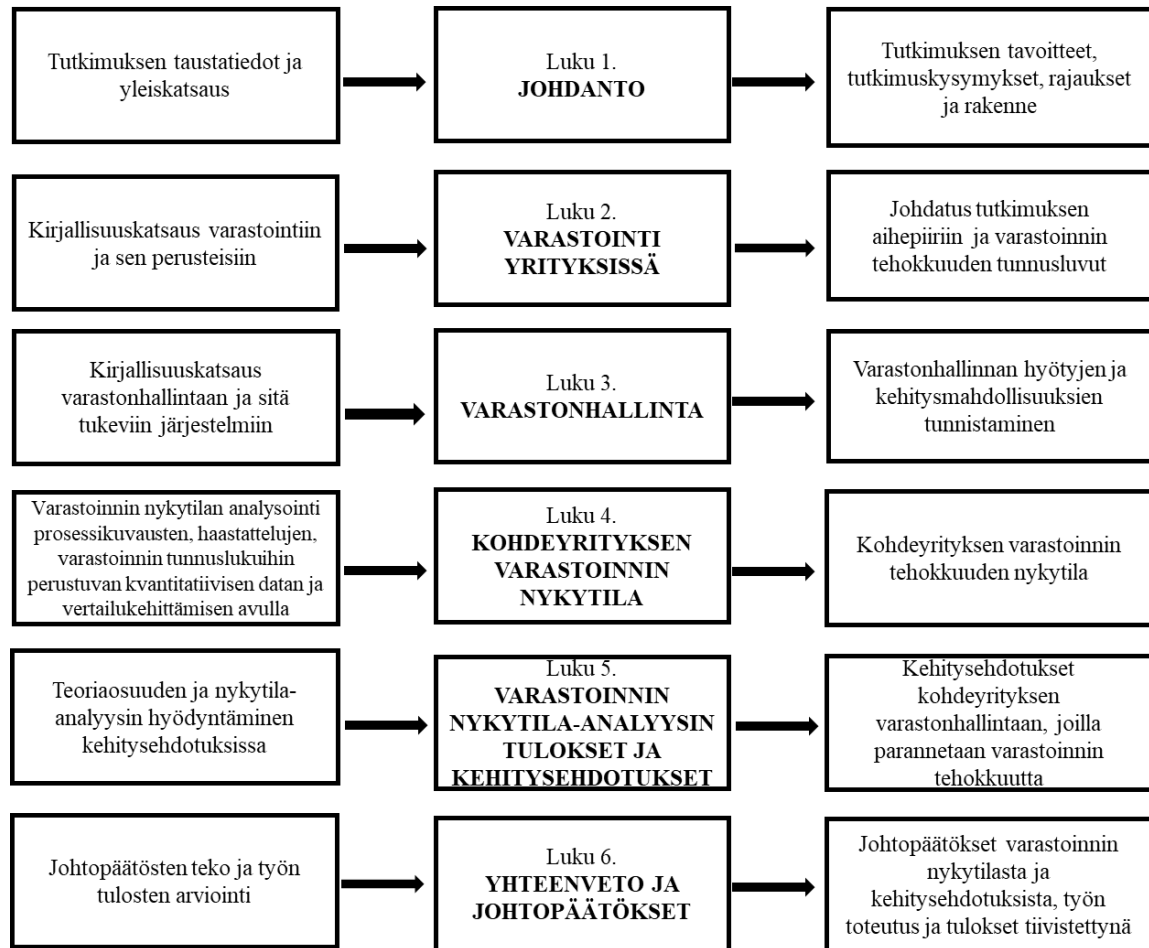 Tutkimuksen taustatiedot ja
yleiskatsaus
Luku 1.
JOHDANTO
Tutkimuksen tavoitteet,
tutkimuskysymykset, rajaukset
ja rakenne
Kirjallisuuskatsaus varastointiin
ja sen perusteisiin
Luku 2.
VARASTOINTI
YRITYKSISSÄ
Johdatus tutkimuksen
aihepiiriin ja varastoinnin
tehokkuuden tunnusluvut
Kirjallisuuskatsaus
varastonhallintaan ja sitä
tukeviin järjestelmiin
Luku 3.
VARASTONHALLINTA
Varastonhallinnan hyötyjen ja
kehitysmahdollisuuksien
tunnistaminen
Varastoinnin nykytilan analysointi
prosessikuvausten, haastattelujen,
varastoinnin tunnuslukuihin
perustuvan kvantitatiivisen datan ja
vertailukehittämisen avulla
Luku 4.
KOHDEYRITYKSEN
VARASTOINNIN
NYKYTILA
Kohdeyrityksen varastoinnin
tehokkuuden nykytila
Teoriaosuuden ja nykytila-
analyysin hyödyntäminen
kehitysehdotuksissa
Luku 5.
VARASTOINNIN
NYKYTILA-ANALYYSIN
TULOKSET JA
KEHITYSEHDOTUKSET
Kehitysehdotukset
kohdeyrityksen
varastonhallintaan, joilla
parannetaan varastoinnin
tehokkuutta
Johtopäätösten teko ja työn
tulosten arviointi
Luku 6.
YHTEENVETO JA
JOHTOPÄÄTÖKSET
Johtopäätökset varastoinnin
nykytilasta ja
kehitysehdotuksista, työn
toteutus ja tulokset tiivistettynä